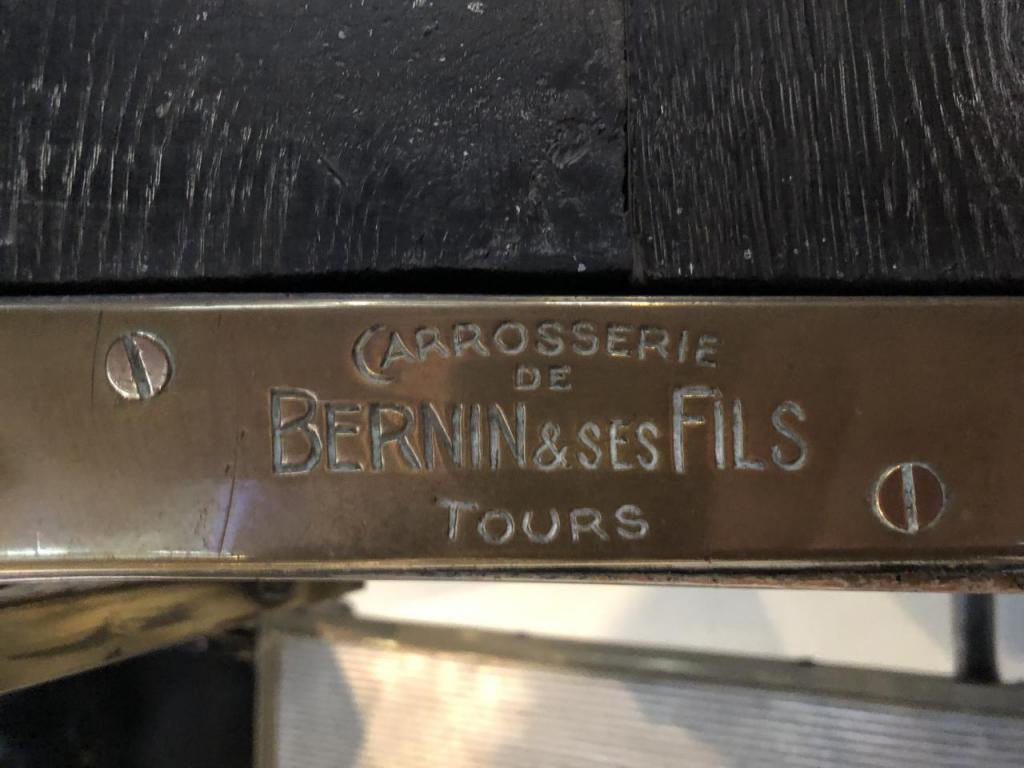 CARROSSERIE
DE
BERNIN & SES FILS
TOURS